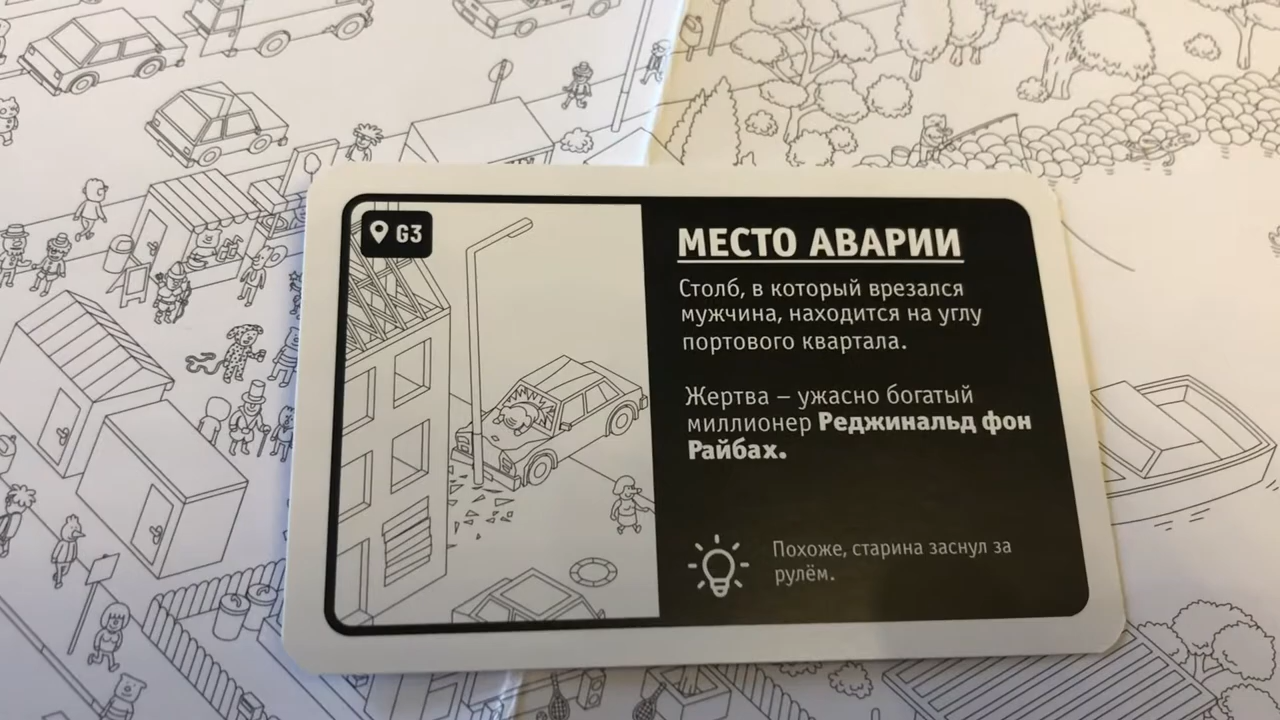 G3
МЕСТО АВАРИИ
Столб, в который врезался
мужчина, находится на углу
портового квартала.
Жертва – ужасно богатый
миллионер Реджинальд фон
Райбах.
Похоже, старина заснул за
рулём.